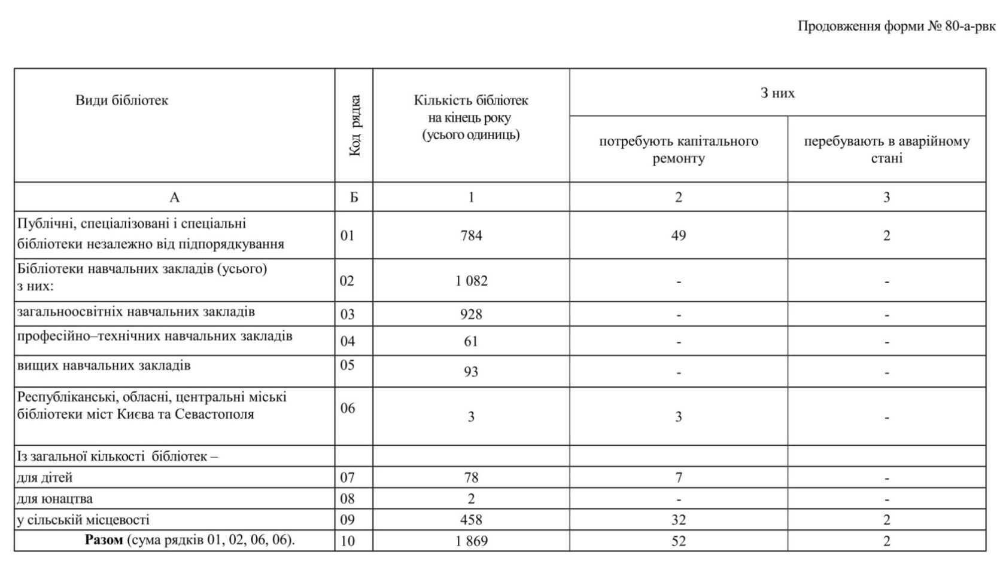 Продовження форми № 80-а-рвк
Види бібліотек
Код рядка
Кількість бібліотек
на кінець року
(усього одиниць)
З них
потребують капітального
ремонту
перебувають в аварійному
стані
А Б 1 2 3
Публічні, спеціалізовані і спеціальні
бібліотеки незалежно від підпорядкування
01 784 49 2
Бібліотеки навчальних закладів (усього)
з них:
02 1 082 - -
загальноосвітніх навчальних закладів 03 928 - -
професійно–технічних навчальних закладів 04 61 - -
вищих навчальних закладів 05 93 - -
Республіканські, обласні, центральні міські
бібліотеки міст Києва та Севастополя
06 3 3 -
Із загальної кількості бібліотек –
для дітей 07 78 7 -
для юнацтва 08 2 - -
у сільській місцевості 09 458 32 2
Разом (сума рядків 01, 02, 06, 06). 10 1 869 52 2